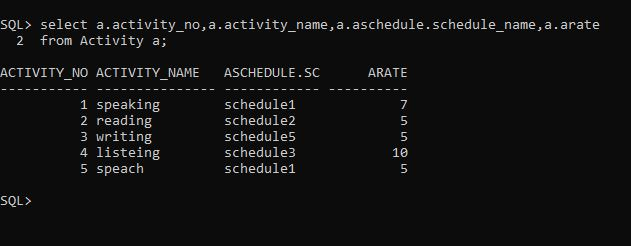 SQL> select a.activity_no,a.activity_name,a.aschedule.schedule_name,a.arate
  2  from Activity a;
ACTIVITY_NO ACTIVITY_NAME   ASCHEDULE.SC      ARATE
----------- --------------- ------------ ----------
          1 speaking        schedule1             7
          2 reading         schedule2             5
          3 writing         schedule5             5
          4 listeing        schedule3            10
          5 speach          schedule1             5
SQL>